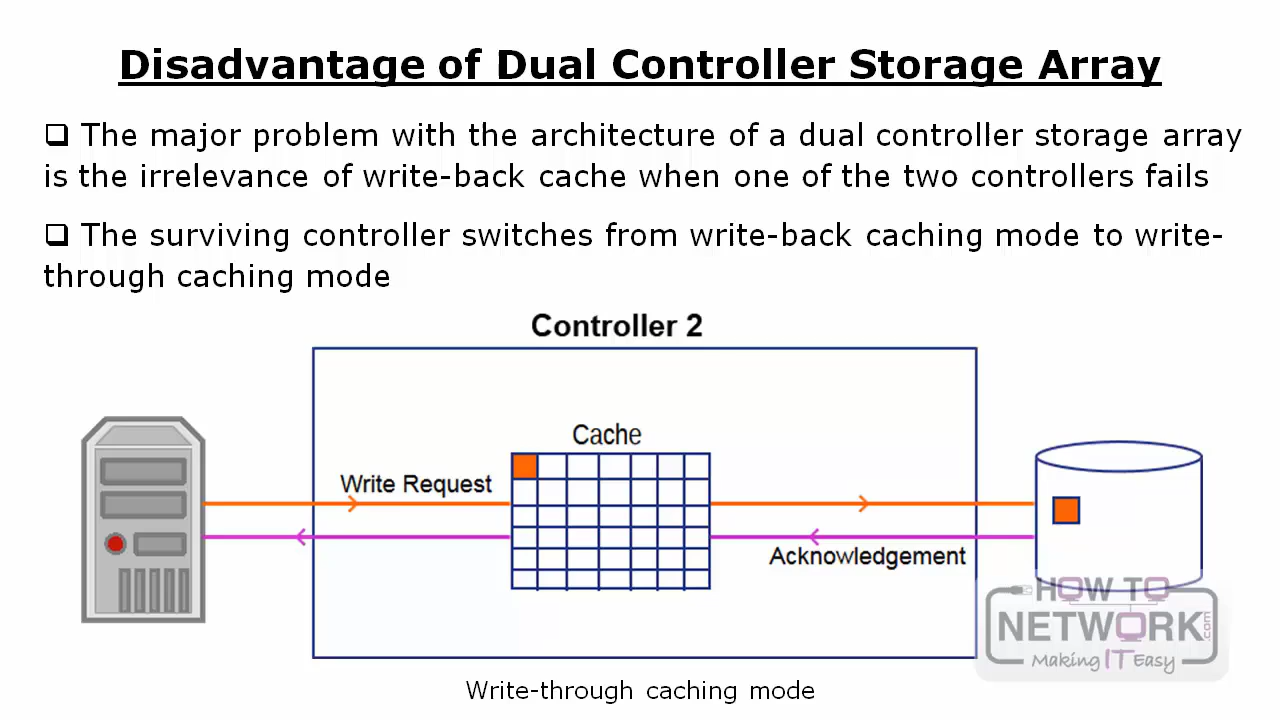 Disadvantage of Dual Controller Storage Array
❑ The major problem with the architecture of a dual controller storage array
is the irrelevance of write-back cache when one of the two controllers fails
❑ The surviving controller switches from write-back caching mode to write-
through caching mode
Controller 2
Cache
Write Request
Acknowledgement
HOW TO
NETWORK.com
Making IT Easy
Write-through caching mode